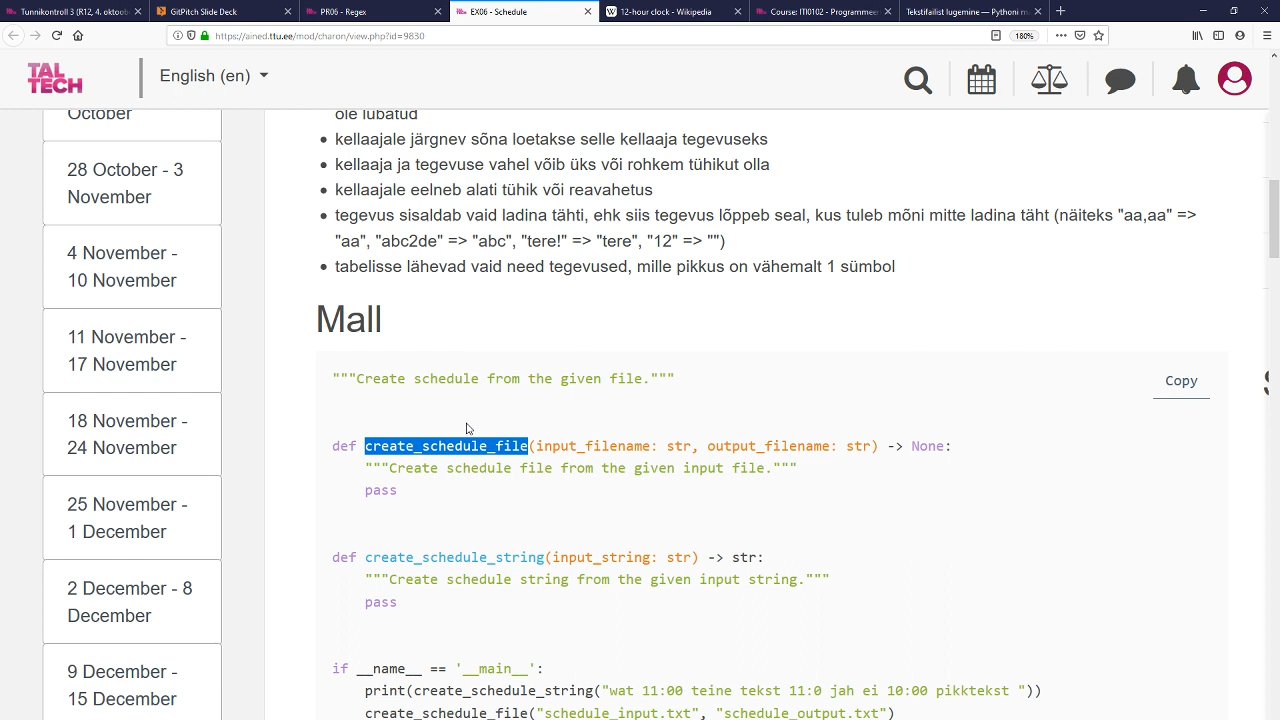 Tunnikontroll 3 (R12, 4. oktoob
GitPitch Slide Deck
PR06 - Regex
EX06 - Schedule
12-hour clock - Wikipedia
Course: ITI0102 - Programmee
Tekstifailist lugemine — Pythoni m
https://ained.ttu.ee/mod/charon/view.php?id=9830
180%
TAL
TECH
English (en)
October
28 October - 3
November
4 November -
10 November
11 November -
17 November
18 November -
24 November
25 November -
1 December
2 December - 8
December
9 December -
15 December
ole lubatud
kellaajale järgnev sõna loetakse selle kellaaja tegevuseks
kellaaja ja tegevuse vahel võib üks või rohkem tühikut olla
kellaajale eelneb alati tühik või reavahetus
tegevus sisaldab vaid ladina tähti, ehk siis tegevus lõppeb seal, kus tuleb mõni mitte ladina täht (näiteks "aa,aa" =>
"aa", "abc2de" => "abc", "tere!" => "tere", "12" => "")
tabelisse lähevad vaid need tegevused, mille pikkus on vähemalt 1 sümbol
Mall
Copy
"""Create schedule from the given file."""
def create_schedule_file(input_filename: str, output_filename: str) -> None:
"""Create schedule file from the given input file."""
pass
def create_schedule_string(input_string: str) -> str:
"""Create schedule string from the given input string."""
pass
if __name__ == '__main__':
print(create_schedule_string("wat 11:00 teine tekst 11:0 jah ei 10:00 pikktekst "))
create_schedule_file("schedule_input.txt", "schedule_output.txt")